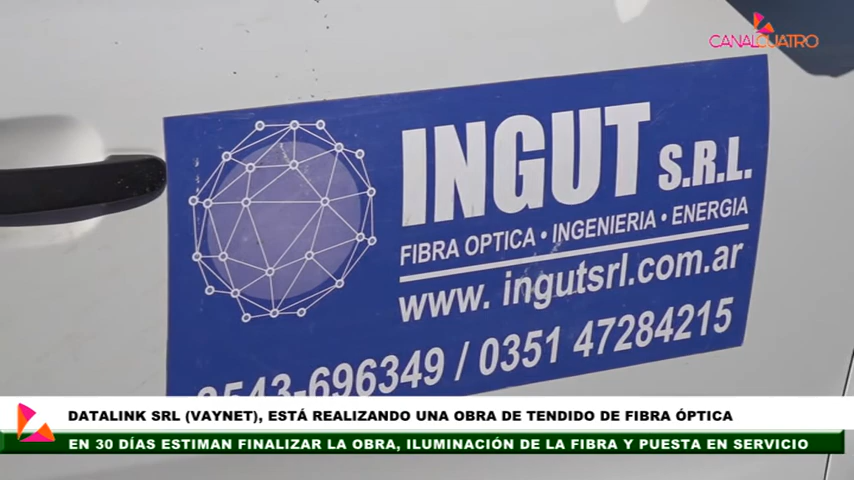 CANALCUATRO
INGUT S.R.L.
FIBRA OPTICA • INGENIERIA • ENERGIA
www. ingutsrl.com.ar
3543-696349 / 0351 47284215
DATALINK SRL (VAYNET), ESTÁ REALIZANDO UNA OBRA DE TENDIDO DE FIBRA ÓPTICA
EN 30 DÍAS ESTIMAN FINALIZAR LA OBRA, ILUMINACIÓN DE LA FIBRA Y PUESTA EN SERVICIO